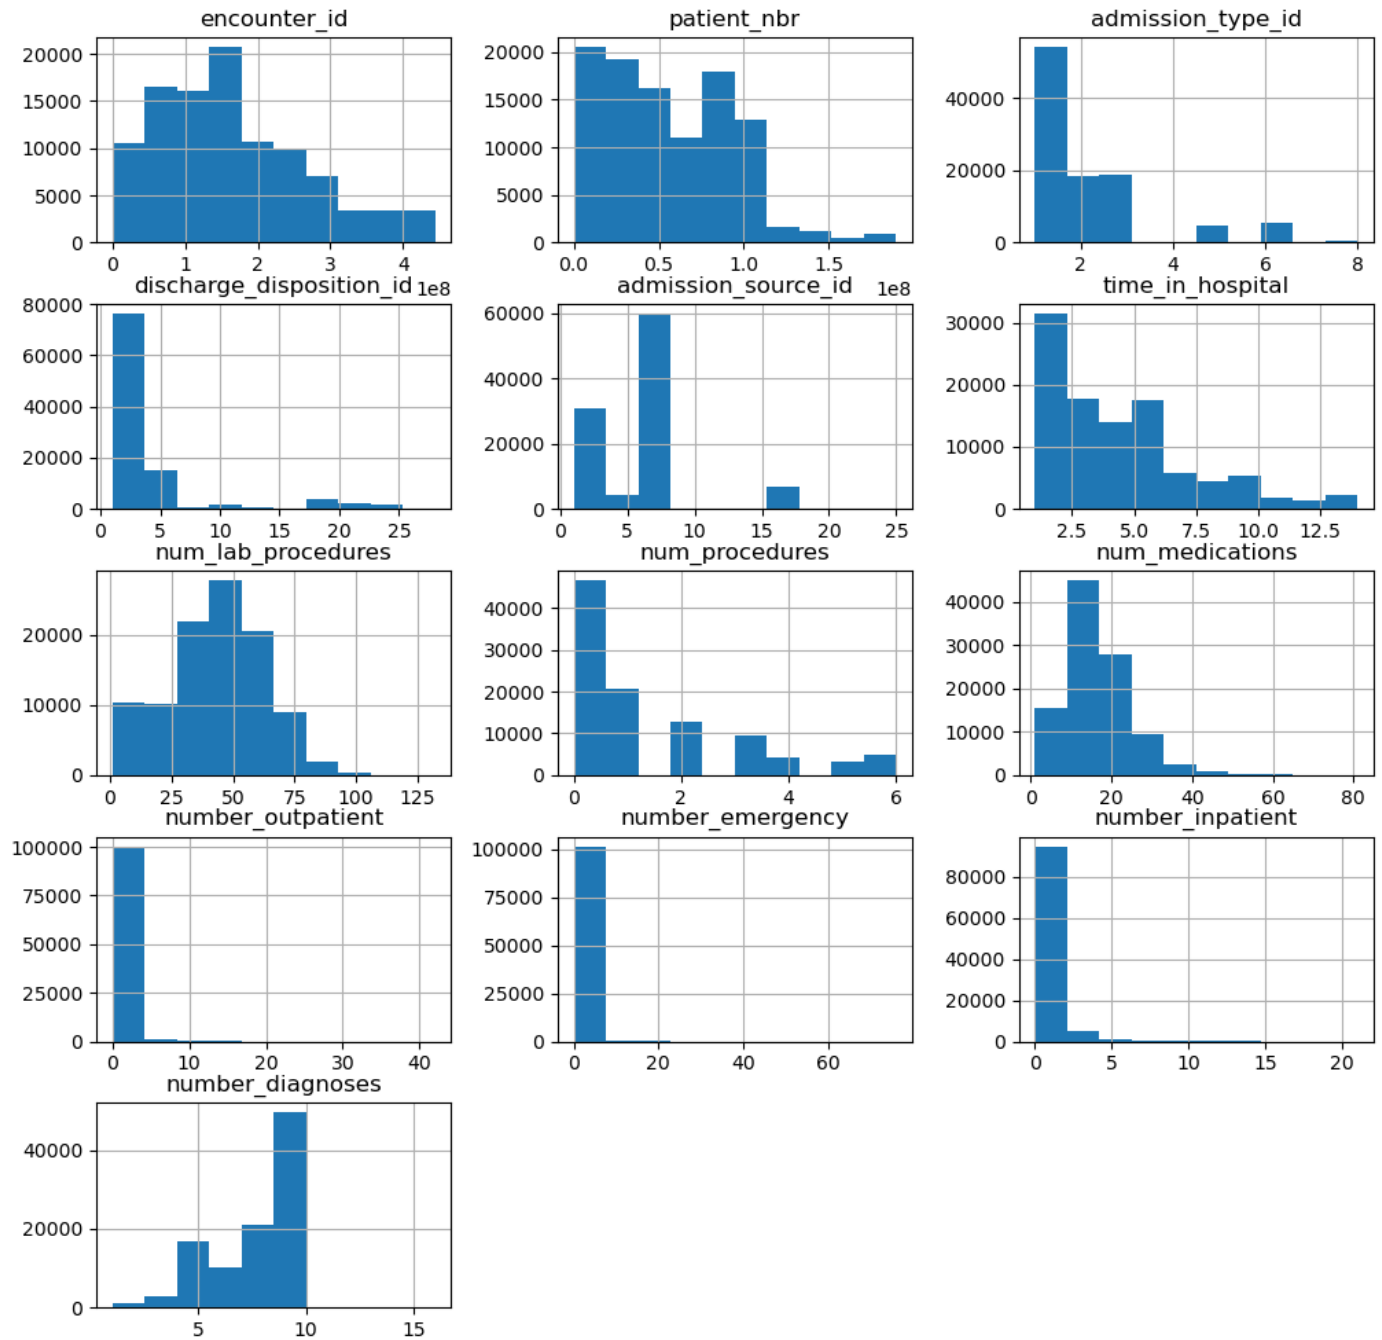 encounter_id
20000
15000
10000
5000
0
0 1 2 3 4
1e8
patient_nbr
20000
15000
10000
5000
0
0.0 0.5 1.0 1.5
1e8
admission_type_id
40000
20000
0
2 4 6 8
discharge_disposition_id
80000
60000
40000
20000
0
0 5 10 15 20 25
admission_source_id
60000
40000
20000
0
0 5 10 15 20 25
time_in_hospital
30000
20000
10000
0
2.5 5.0 7.5 10.0 12.5
num_lab_procedures
20000
10000
0
0 25 50 75 100 125
num_procedures
40000
30000
20000
10000
0
0 2 4 6
num_medications
40000
30000
20000
10000
0
0 20 40 60 80
number_outpatient
100000
75000
50000
25000
0
0 10 20 30 40
number_emergency
100000
75000
50000
25000
0
0 20 40 60
number_inpatient
80000
60000
40000
20000
0
0 5 10 15 20
number_diagnoses
40000
20000
0
5 10 15